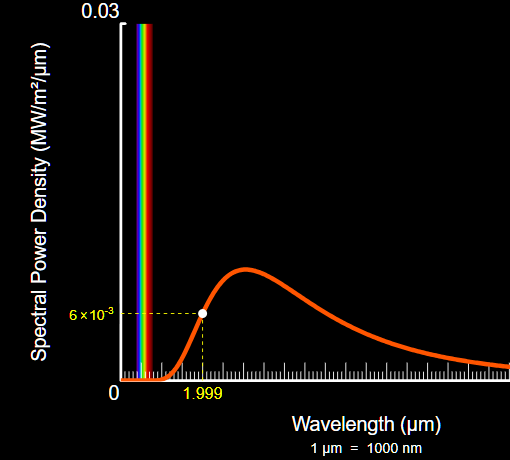 0.03
Spectral Power Density (MW/m²/µm)
6×10⁻³
0
1.999
Wavelength (µm)
1 µm = 1000 nm